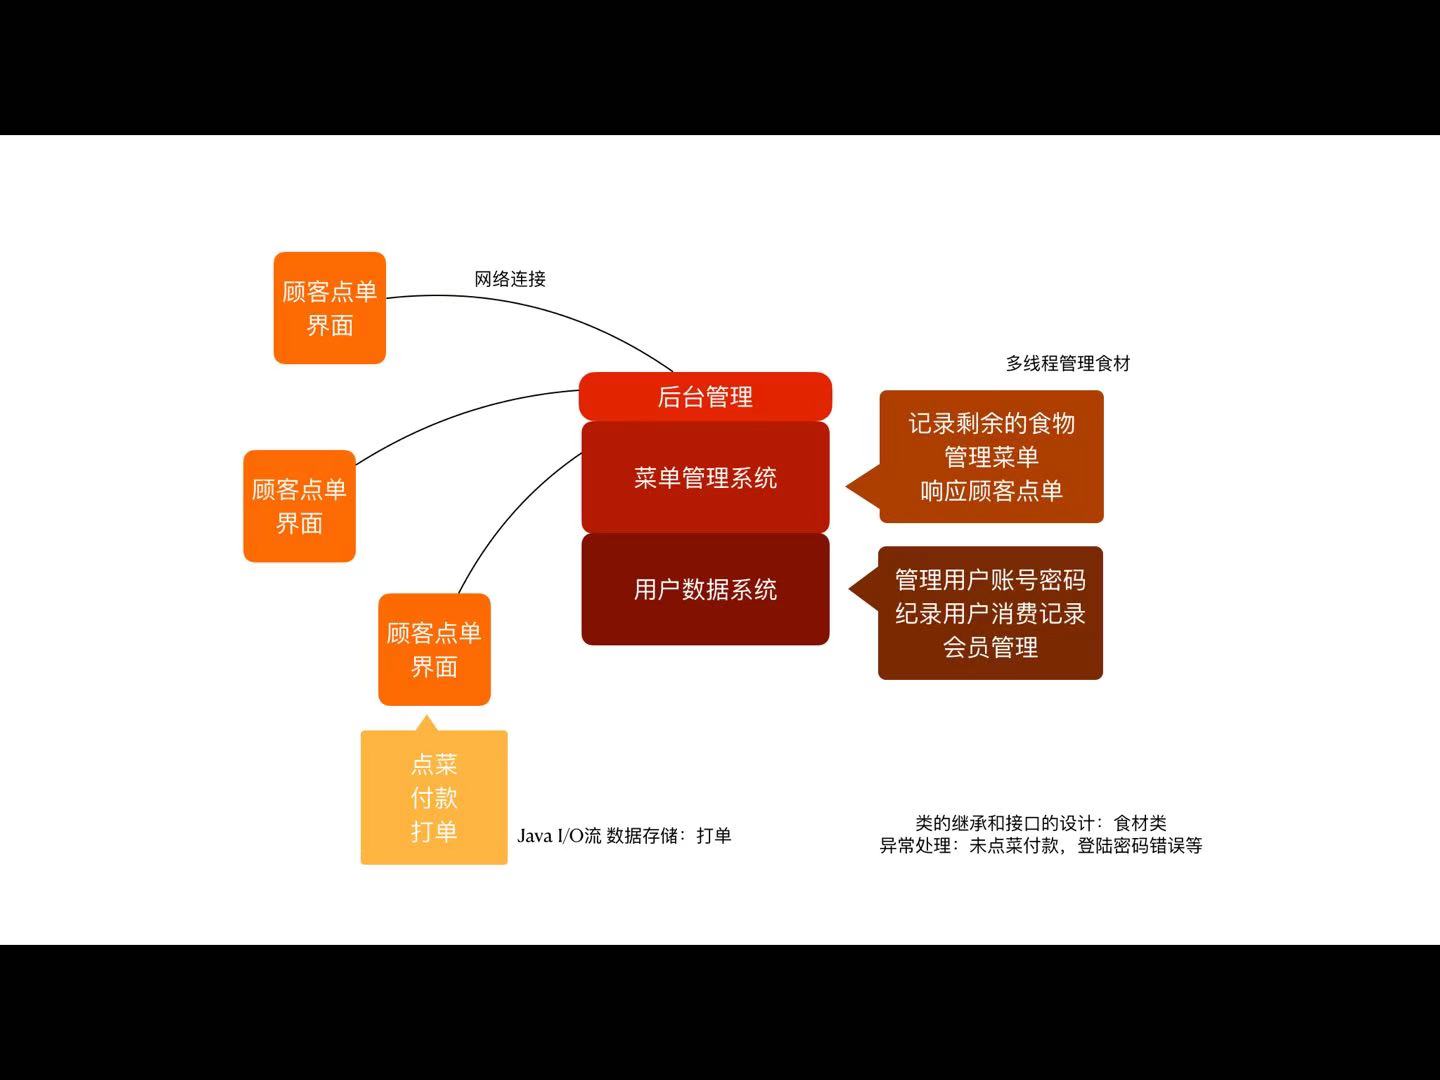 网络连接
顾客点单
界面
多线程管理食材
后台管理
记录剩余的食物
管理菜单
响应顾客点单
菜单管理系统
顾客点单
界面
用户数据系统
管理用户账号密码
纪录用户消费记录
会员管理
顾客点单
界面
点菜
付款
打单
Java I/O流 数据存储：打单
类的继承和接口的设计：食材类
异常处理：未点菜付款，登陆密码错误等